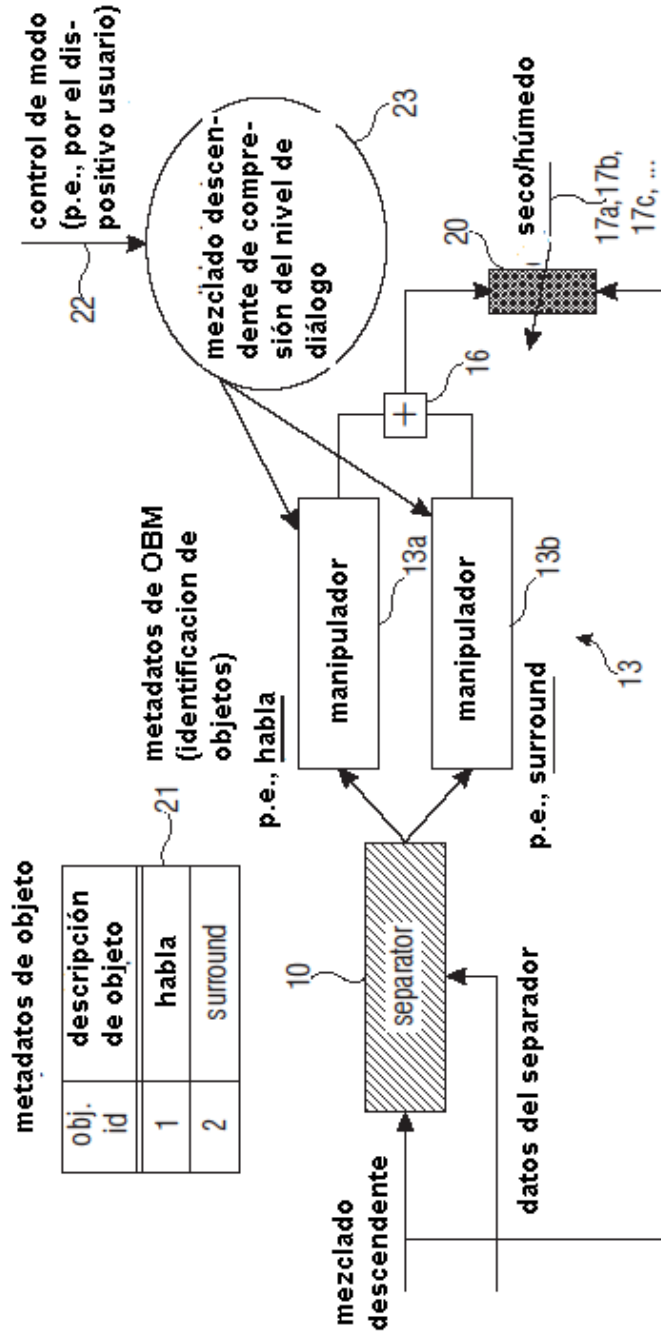 metadatos de objeto
obj. id
descripción de objeto
1
habla
2
surround
21
metadatos de OBM
(identificacion de
objetos)
p.e., habla
control de modo
(p.e., por el dis-
positivo usuario)
22
mezclado descen-
dente de compre-
sión del nivel de
diálogo
23
mezclado
descendente
10
separator
datos del separador
manipulador
13a
manipulador
13b
p.e., surround
13
+
16
20
seco/húmedo
17a, 17b,
17c, ...